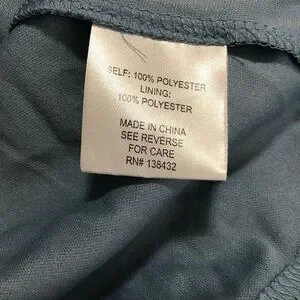 SELF: 100% POLYESTER
LINING:
100% POLYESTER
MADE IN CHINA
SEE REVERSE
FOR CARE
RN# 138432